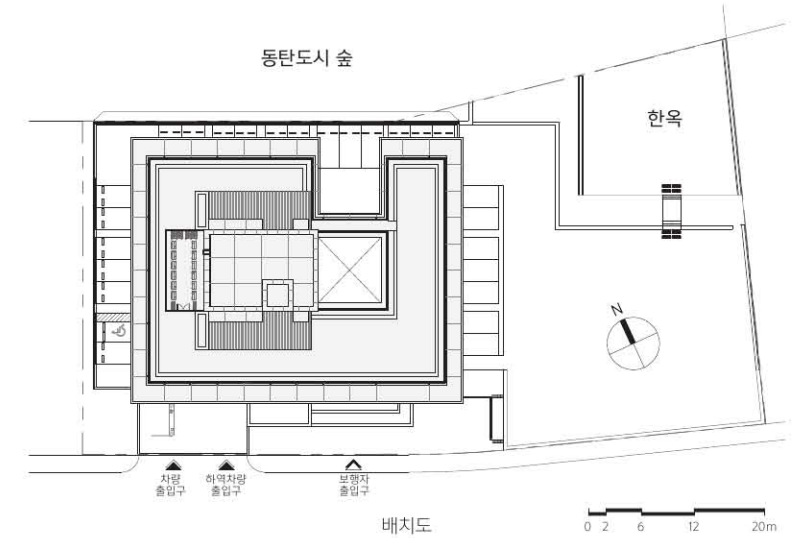 동탄도시 숲
한옥
N
차량
출입구
하역차량
출입구
보행자
출입구
배치도
0 2 6 12 20m